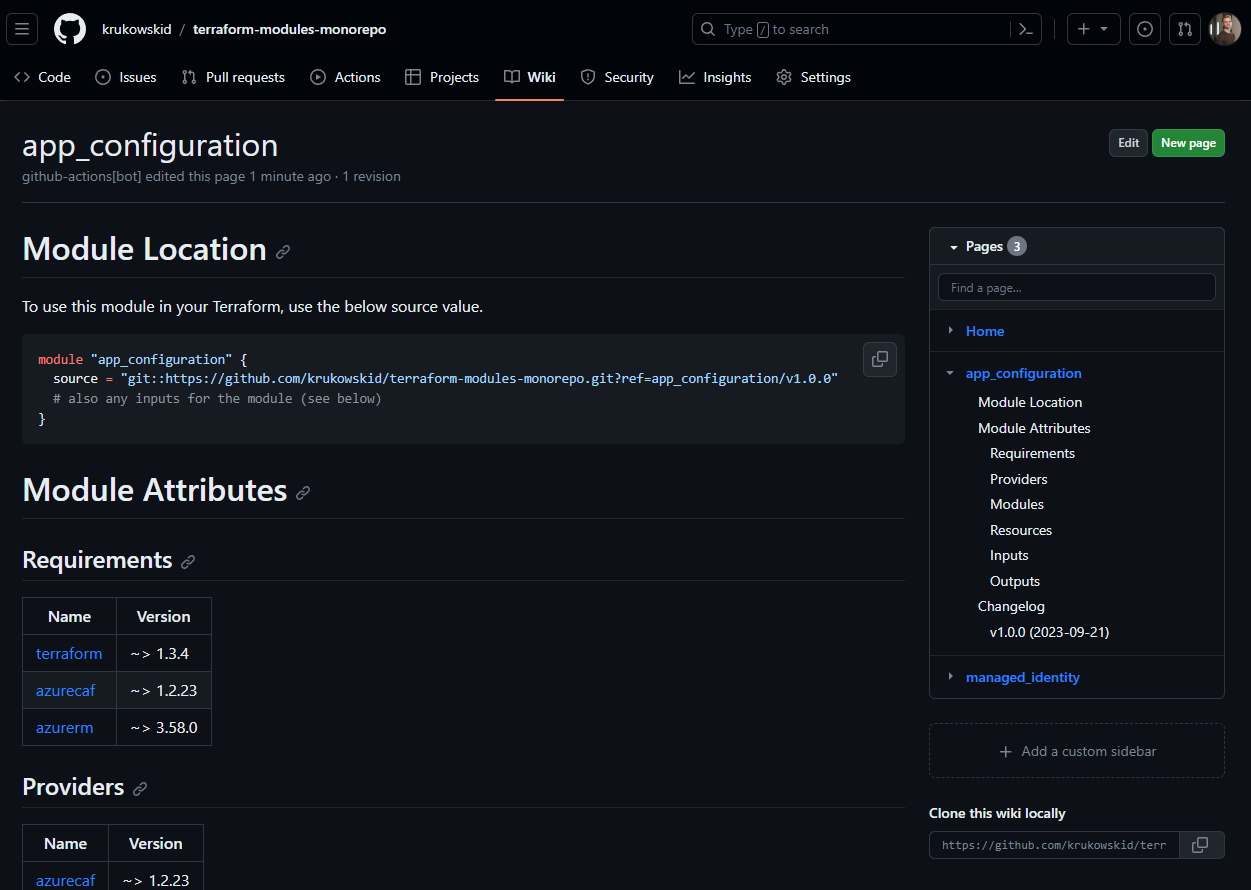 krukowskid / terraform-modules-monorepo
Type / to search
Code Issues Pull requests Actions Projects Wiki Security Insights Settings
app_configuration
Edit New page
github-actions[bot] edited this page 1 minute ago · 1 revision
Module Location
To use this module in your Terraform, use the below source value.
module "app_configuration" {
  source = "git::https://github.com/krukowskid/terraform-modules-monorepo.git?ref=app_configuration/v1.0.0"
  # also any inputs for the module (see below)
}
Module Attributes
Requirements
Name Version
terraform ~> 1.3.4
azurecaf ~> 1.2.23
azurerm ~> 3.58.0
Providers
Name Version
azurecaf ~> 1.2.23
Pages 3
Find a page...
Home
app_configuration
Module Location
Module Attributes
Requirements
Providers
Modules
Resources
Inputs
Outputs
Changelog
v1.0.0 (2023-09-21)
managed_identity
+ Add a custom sidebar
Clone this wiki locally
https://github.com/krukowskid/terr